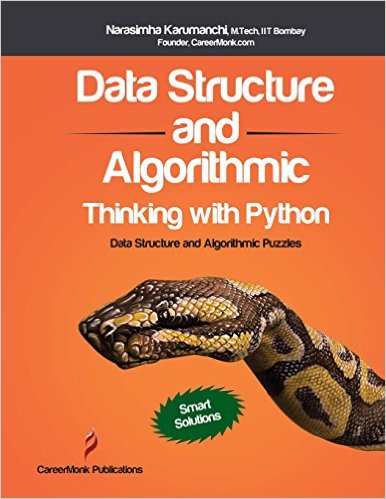 Narasimha Karumanchi, M.Tech, IIT Bombay
Founder, CareerMonk.com
Data Structure
and
Algorithmic
Thinking with Python
Data Structure and Algorithmic Puzzles
Smart
Solutions
CareerMonk Publications